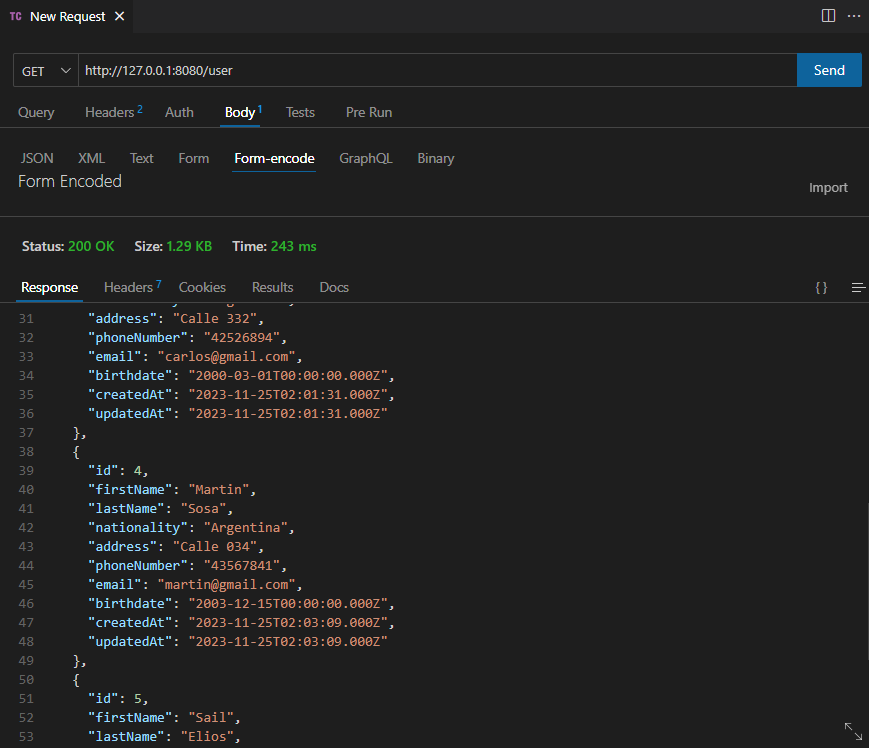 TC New Request
GET http://127.0.0.1:8080/user Send
Query Headers 2 Auth Body 1 Tests Pre Run
JSON XML Text Form Form-encode GraphQL Binary
Form Encoded
Import
Status: 200 OK Size: 1.29 KB Time: 243 ms
Response Headers 7 Cookies Results Docs { }
31 "address": "Calle 332",
32 "phoneNumber": "42526894",
33 "email": "carlos@gmail.com",
34 "birthdate": "2000-03-01T00:00:00.000Z",
35 "createdAt": "2023-11-25T02:01:31.000Z",
36 "updatedAt": "2023-11-25T02:01:31.000Z"
37 },
38 {
39 "id": 4,
40 "firstName": "Martin",
41 "lastName": "Sosa",
42 "nationality": "Argentina",
43 "address": "Calle 034",
44 "phoneNumber": "43567841",
45 "email": "martin@gmail.com",
46 "birthdate": "2003-12-15T00:00:00.000Z",
47 "createdAt": "2023-11-25T02:03:09.000Z",
48 "updatedAt": "2023-11-25T02:03:09.000Z"
49 },
50 {
51 "id": 5,
52 "firstName": "Sail",
53 "lastName": "Elios",